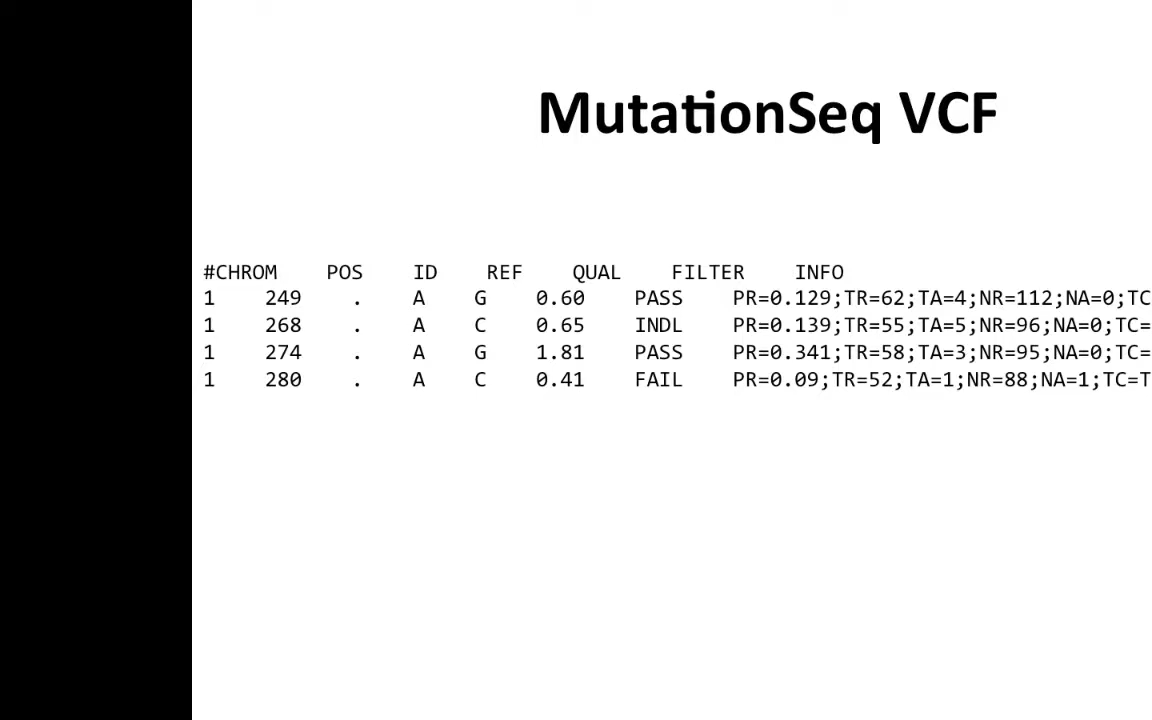 MutationSeq VCF
#CHROM POS ID REF QUAL FILTER INFO
1 249 . A G 0.60 PASS PR=0.129;TR=62;TA=4;NR=112;NA=0;TC
1 268 . A C 0.65 INDL PR=0.139;TR=55;TA=5;NR=96;NA=0;TC=
1 274 . A G 1.81 PASS PR=0.341;TR=58;TA=3;NR=95;NA=0;TC=
1 280 . A C 0.41 FAIL PR=0.09;TR=52;TA=1;NR=88;NA=1;TC=T